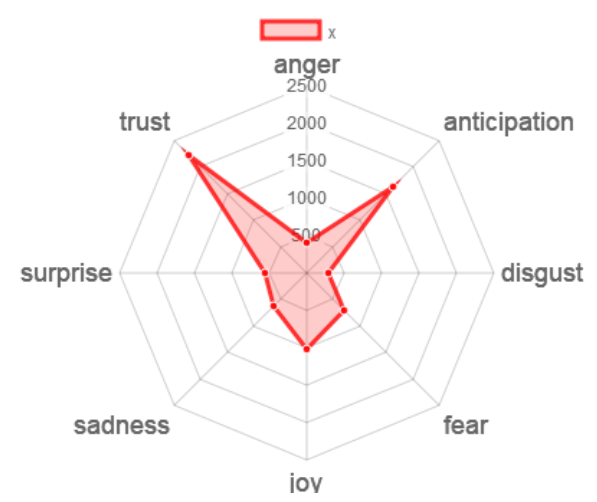 x
anger
2500
trust
anticipation
2000
1500
1000
500
surprise
disgust
sadness
fear
joy